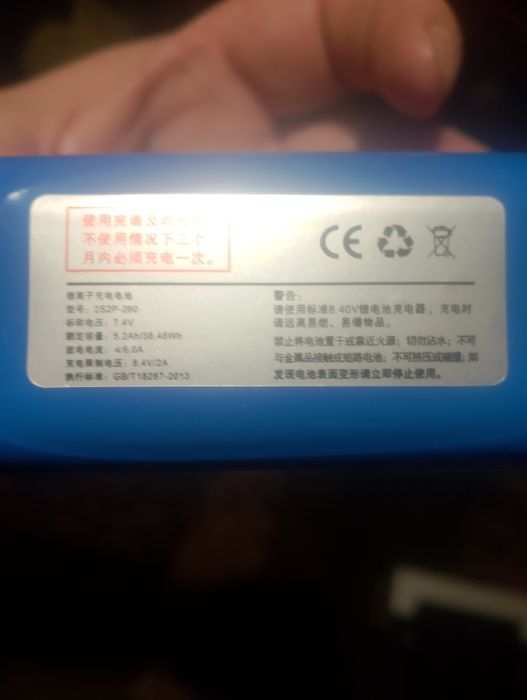 使用完请及时充电
不使用情况下三个
月内必须充电一次。
CE
锂离子充电电池
型号：2S2P-260
标称电压：7.4V
额定容量：5.2Ah/38.48Wh
放电电流：≤6.0A
充电限制电压：8.4V/2A
执行标准：GB/T18287-2013
警告：
请使用标准8.40V锂电池充电器，充电时
请远离易燃、易爆物品。
禁止将电池置于或靠近火源；切勿沾水；不可
与金属品接触或短路电池；不可挤压或碰撞；如
发现电池表面变形请立即停止使用。